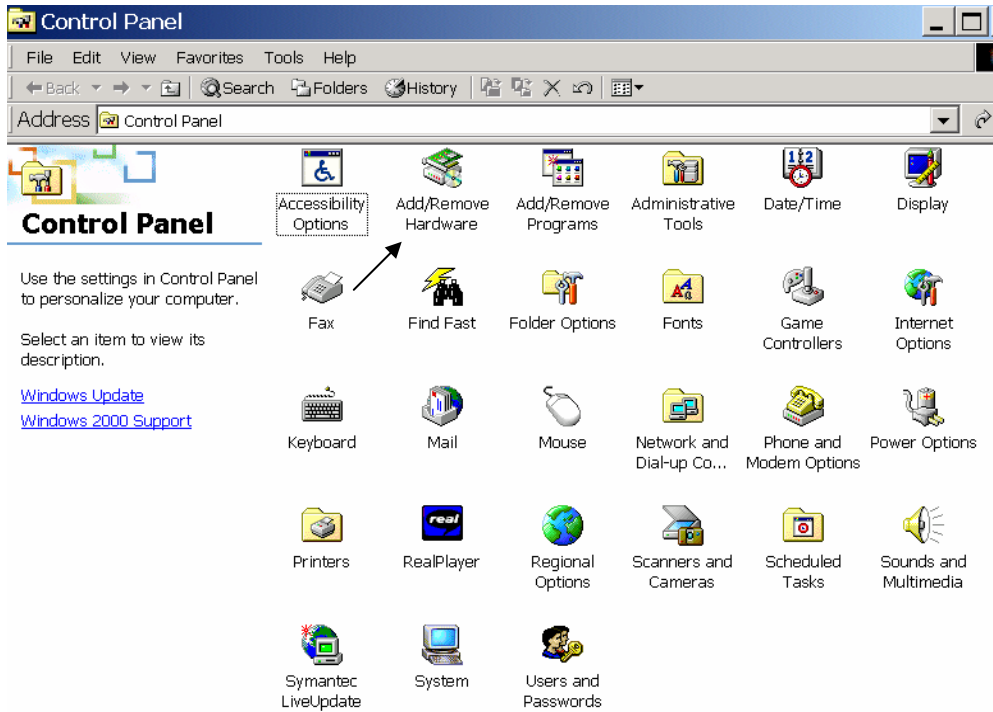 Control Panel
File Edit View Favorites Tools Help
Back Search Folders History
Address Control Panel
Control Panel
Use the settings in Control Panel
to personalize your computer.
Select an item to view its
description.
Windows Update
Windows 2000 Support
Accessibility
Options
Add/Remove
Hardware
Add/Remove
Programs
Administrative
Tools
Date/Time
Display
Fax
Find Fast
Folder Options
Fonts
Game
Controllers
Internet
Options
Keyboard
Mail
Mouse
Network and
Dial-up Co...
Phone and
Modem Options
Power Options
Printers
real
RealPlayer
Regional
Options
Scanners and
Cameras
Scheduled
Tasks
Sounds and
Multimedia
Symantec
LiveUpdate
System
Users and
Passwords